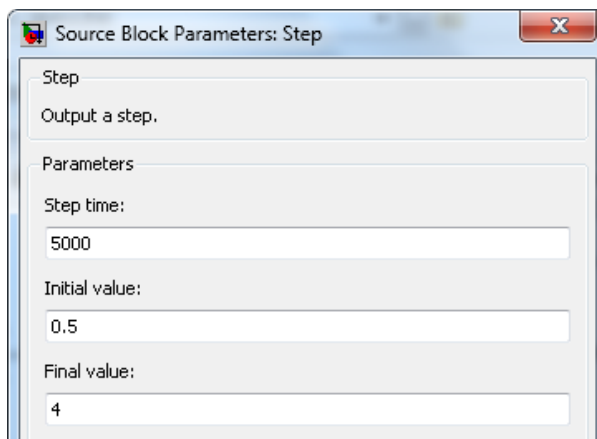 Source Block Parameters: Step
Step
Output a step.
Parameters
Step time:
5000
Initial value:
0.5
Final value:
4